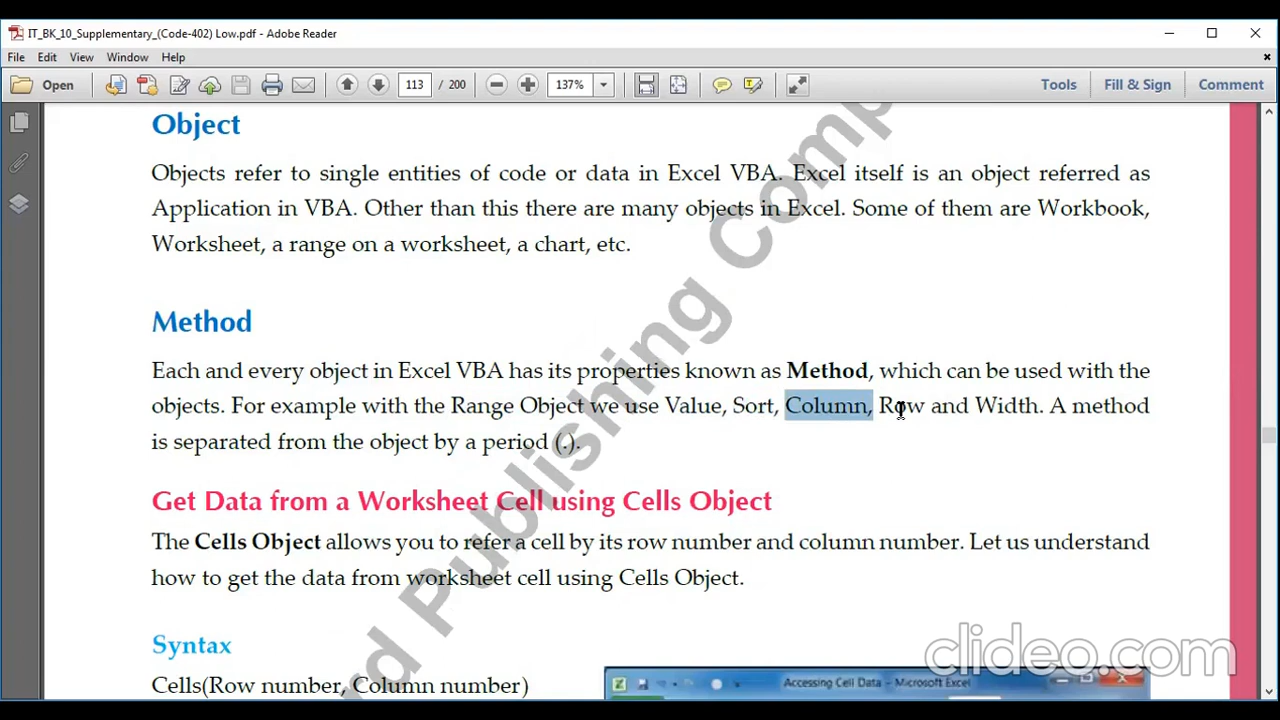 IT_BK_10_Supplementary_(Code-402) Low.pdf - Adobe Reader
File Edit View Window Help
Open 113 / 200 137% Tools Fill & Sign Comment
Object
Objects refer to single entities of code or data in Excel VBA. Excel itself is an object referred as
Application in VBA. Other than this there are many objects in Excel. Some of them are Workbook,
Worksheet, a range on a worksheet, a chart, etc.
Method
Each and every object in Excel VBA has its properties known as Method, which can be used with the
objects. For example with the Range Object we use Value, Sort, Column, Row and Width. A method
is separated from the object by a period (.).
Get Data from a Worksheet Cell using Cells Object
The Cells Object allows you to refer a cell by its row number and column number. Let us understand
how to get the data from worksheet cell using Cells Object.
Syntax
Cells(Row number, Column number)
Accessing Cell Data - Microsoft Excel
rd Publishing Comp
clideo.com